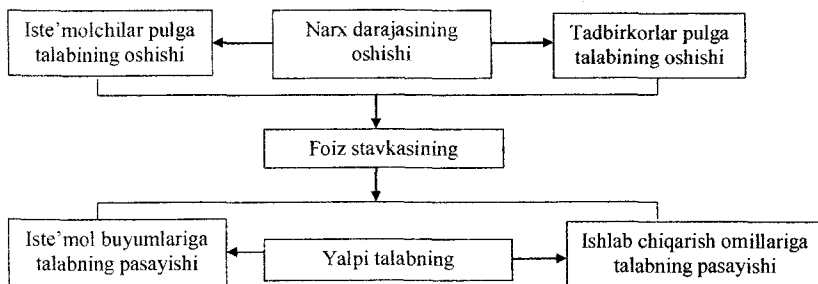 Iste’molchilar pulga
talabining oshishi
Narx darajasining
oshishi
Tadbirkorlar pulga
talabining oshishi
Foiz stavkasining
Iste’mol buyumlariga
talabning pasayishi
Yalpi talabning
Ishlab chiqarish omillariga
talabning pasayishi